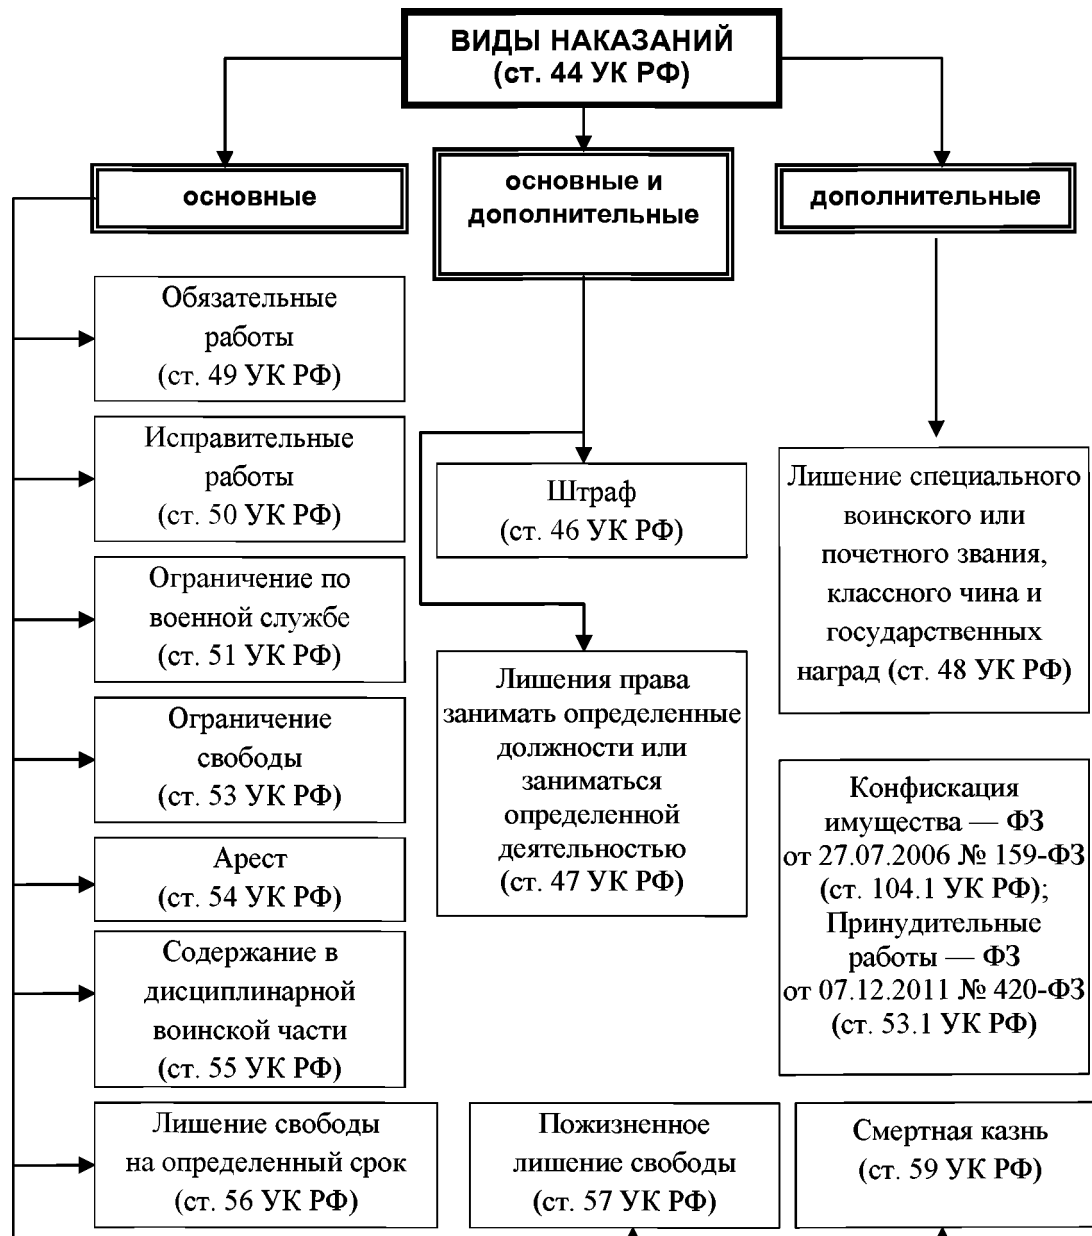 ВИДЫ НАКАЗАНИЙ
(ст. 44 УК РФ)
основные
основные и
дополнительные
дополнительные
Обязательные
работы
(ст. 49 УК РФ)
Исправительные
работы
(ст. 50 УК РФ)
Ограничение по
военной службе
(ст. 51 УК РФ)
Ограничение
свободы
(ст. 53 УК РФ)
Арест
(ст. 54 УК РФ)
Содержание в
дисциплинарной
воинской части
(ст. 55 УК РФ)
Лишение свободы
на определенный срок
(ст. 56 УК РФ)
Штраф
(ст. 46 УК РФ)
Лишения права
занимать определенные
должности или
заниматься
определенной
деятельностью
(ст. 47 УК РФ)
Пожизненное
лишение свободы
(ст. 57 УК РФ)
Лишение специального
воинского или
почетного звания,
классного чина и
государственных
наград (ст. 48 УК РФ)
Конфискация
имущества — ФЗ
от 27.07.2006 № 159-ФЗ
(ст. 104.1 УК РФ);
Принудительные
работы — ФЗ
от 07.12.2011 № 420-ФЗ
(ст. 53.1 УК РФ)
Смертная казнь
(ст. 59 УК РФ)